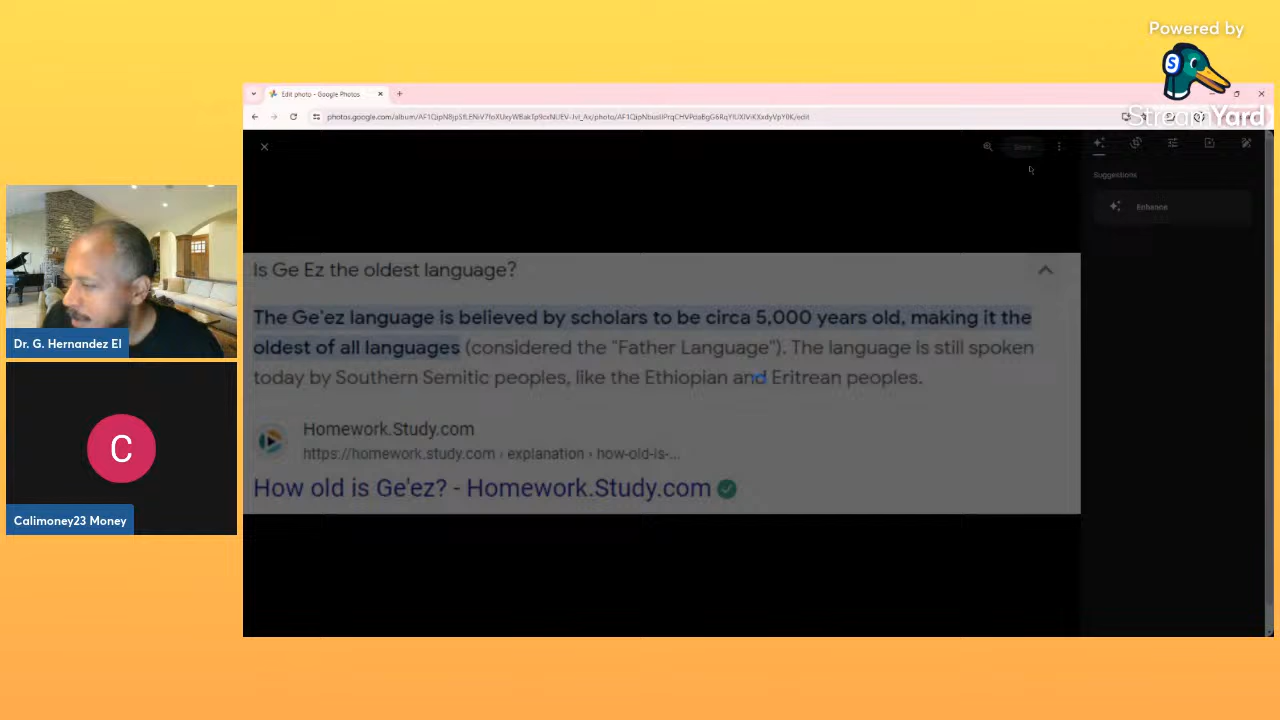 Powered by
StreamYard
Edit photo - Google Photos
Save
Suggestions
Enhance
Is Ge Ez the oldest language?
The Ge'ez language is believed by scholars to be circa 5,000 years old, making it the
oldest of all languages (considered the "Father Language"). The language is still spoken
today by Southern Semitic peoples, like the Ethiopian and Eritrean peoples.
Homework.Study.com
https://homework.study.com › explanation › how-old-is-...
How old is Ge'ez? - Homework.Study.com
Dr. G. Hernandez El
C
Calimoney23 Money